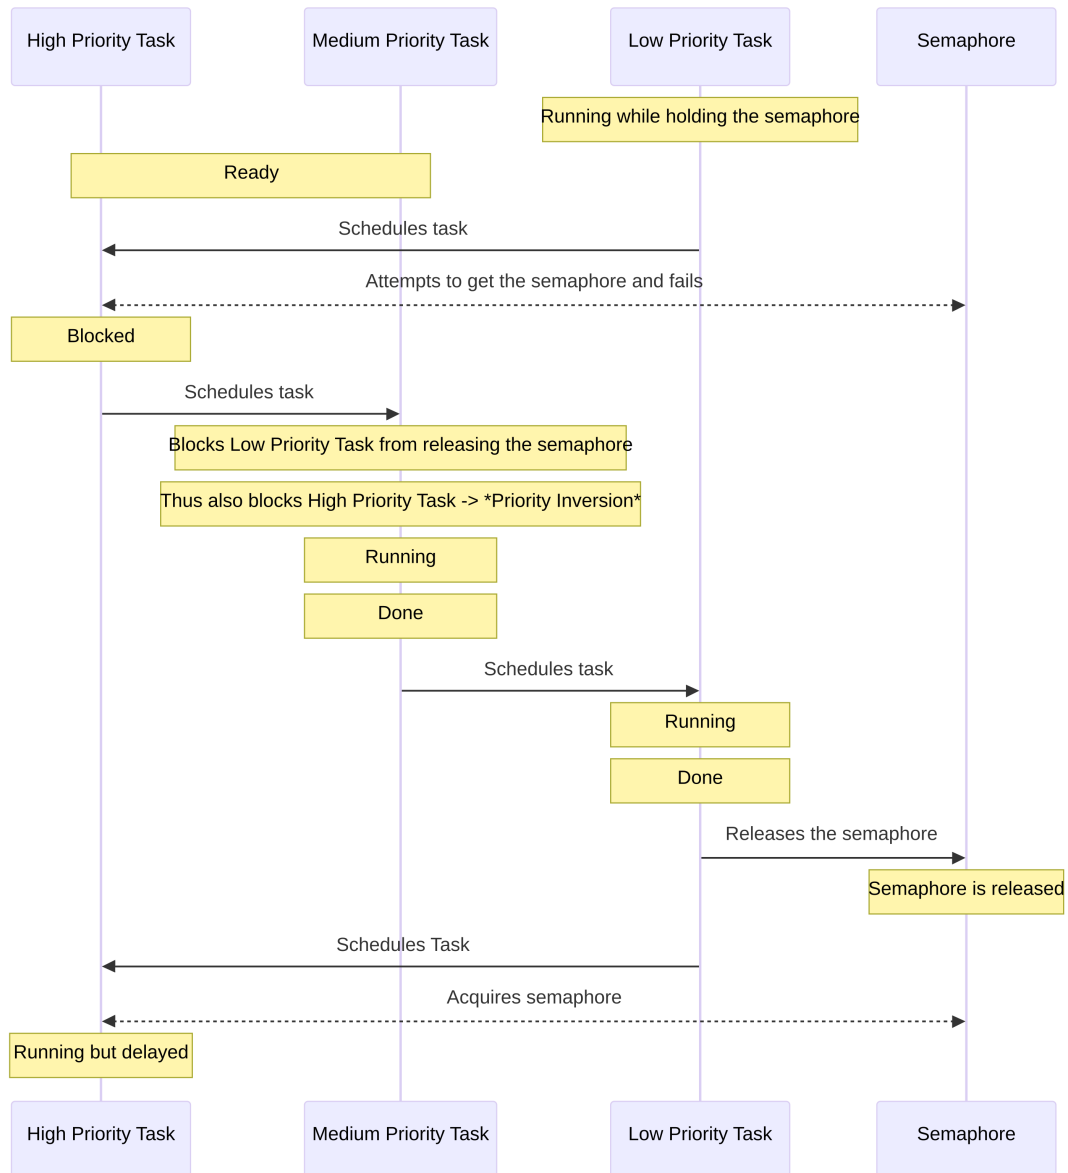 High Priority Task
Medium Priority Task
Low Priority Task
Semaphore
Running while holding the semaphore
Ready
Schedules task
Attempts to get the semaphore and fails
Blocked
Schedules task
Blocks Low Priority Task from releasing the semaphore
Thus also blocks High Priority Task -> *Priority Inversion*
Running
Done
Schedules task
Running
Done
Releases the semaphore
Semaphore is released
Schedules Task
Acquires semaphore
Running but delayed
High Priority Task
Medium Priority Task
Low Priority Task
Semaphore